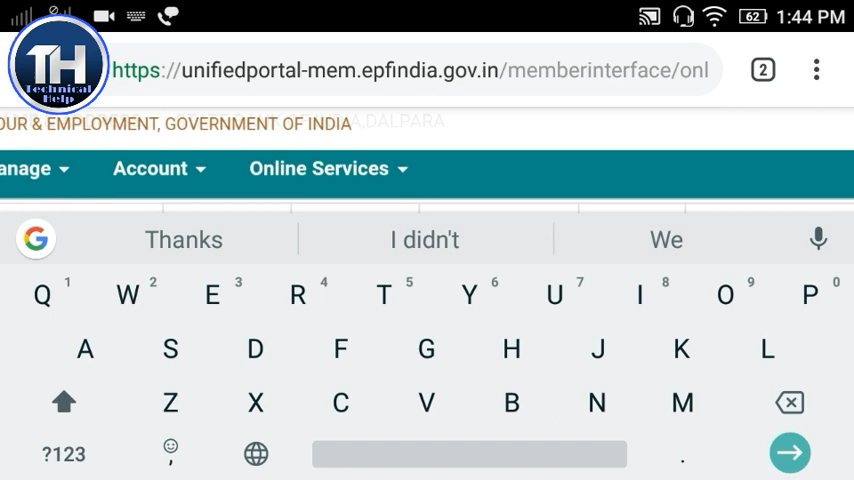 62 1:44 PM
TH
Technical
Help
https://unifiedportal-mem.epfindia.gov.in/memberinterface/onl
2
OUR & EMPLOYMENT, GOVERNMENT OF INDIA
A,DALPARA
anage Account Online Services
G Thanks I didn't We
Q 1 W 2 E 3 R 4 T 5 Y 6 U 7 I 8 O 9 P 0
A S D F G H J K L
Z X C V B N M
?123 , .